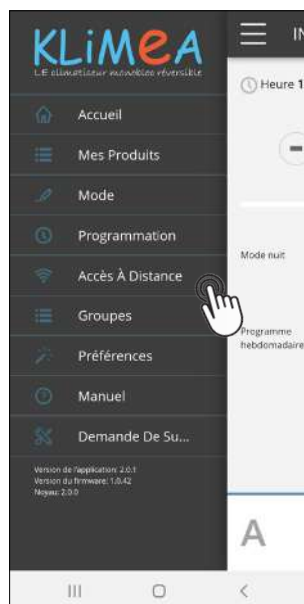 KLiMeA
LE climatiseur monobloc réversible
Accueil
Mes Produits
Mode
Programmation
Accès À Distance
Groupes
Préférences
Manuel
Demande De Su...
Version de l'application: 2.0.1
Version du firmware: 1.0.42
Noyau: 2.0.0
IN
Heure 1
Mode nuit
Programme
hebdomadaire
A